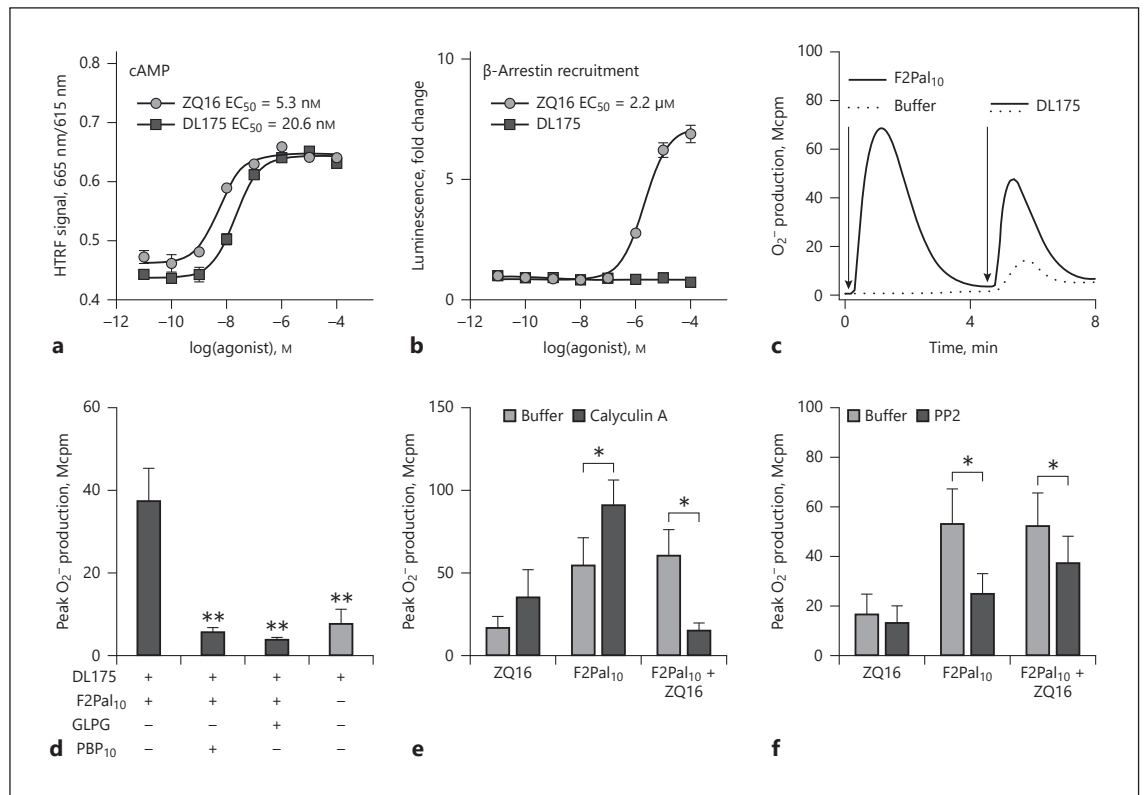 cAMP
ZQ16 EC50 = 5.3 nM
DL175 EC50 = 20.6 nM
HTRF signal, 665 nm/615 nm
0.8
0.7
0.6
0.5
0.4
−12
−10
−8
−6
−4
log(agonist), M
a
β-Arrestin recruitment
ZQ16 EC50 = 2.2 μM
DL175
Luminescence, fold change
10
5
0
−12
−10
−8
−6
−4
log(agonist), M
b
F2Pal10
Buffer
DL175
O2− production, Mcpm
100
80
60
40
20
0
0
4
8
Time, min
c
Peak O2− production, Mcpm
60
40
20
0
**
**
**
DL175 + + + +
F2Pal10 + + + −
GLPG − − + −
PBP10 − + − −
d
Buffer Calyculin A
Peak O2− production, Mcpm
150
100
50
0
*
*
ZQ16
F2Pal10
F2Pal10 +
ZQ16
e
Buffer PP2
Peak O2− production, Mcpm
100
80
60
40
20
0
*
*
ZQ16
F2Pal10
F2Pal10 +
ZQ16
f